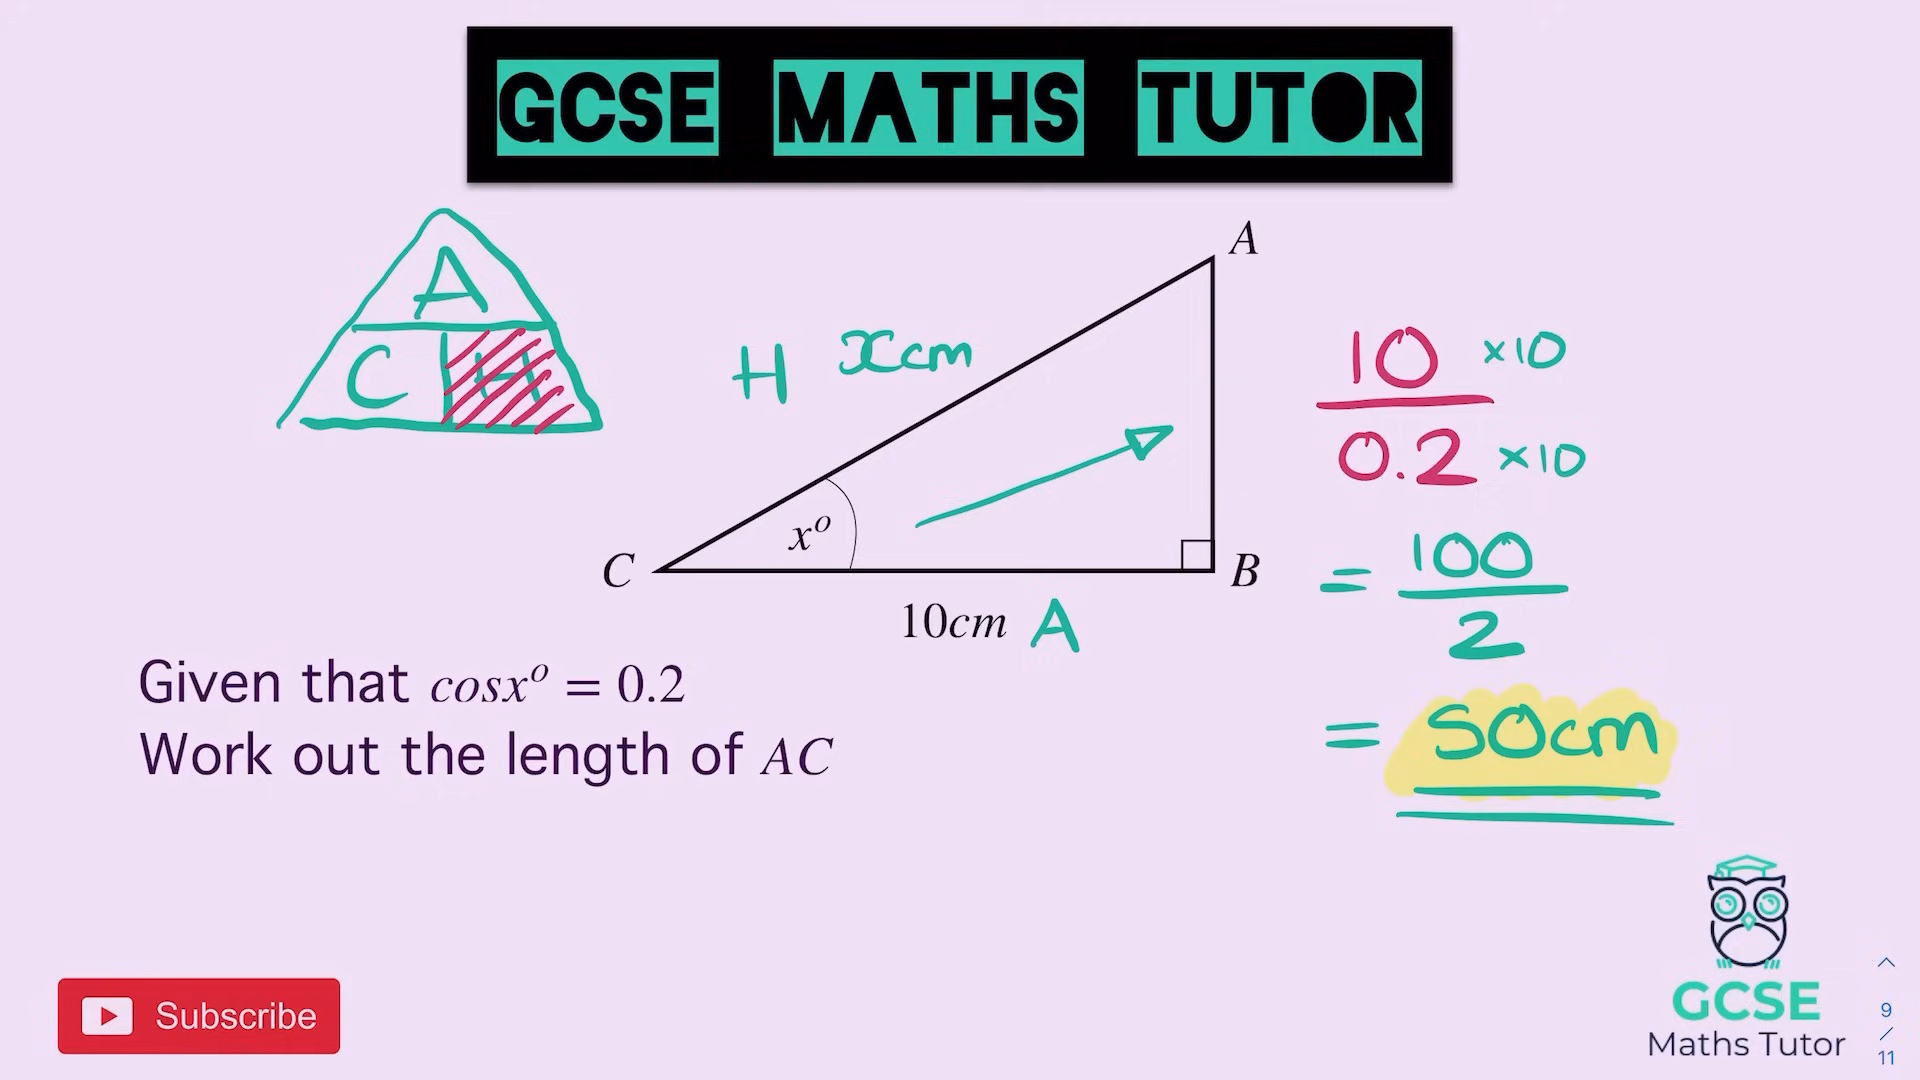 GCSE MATHS TUTOR
A
C H
A
H xcm
x°
C
B
10cm A
10 ×10
0.2 ×10
= 100
2
= 50cm
Given that cosx° = 0.2
Work out the length of AC
Subscribe
GCSE
Maths Tutor
9
/
11